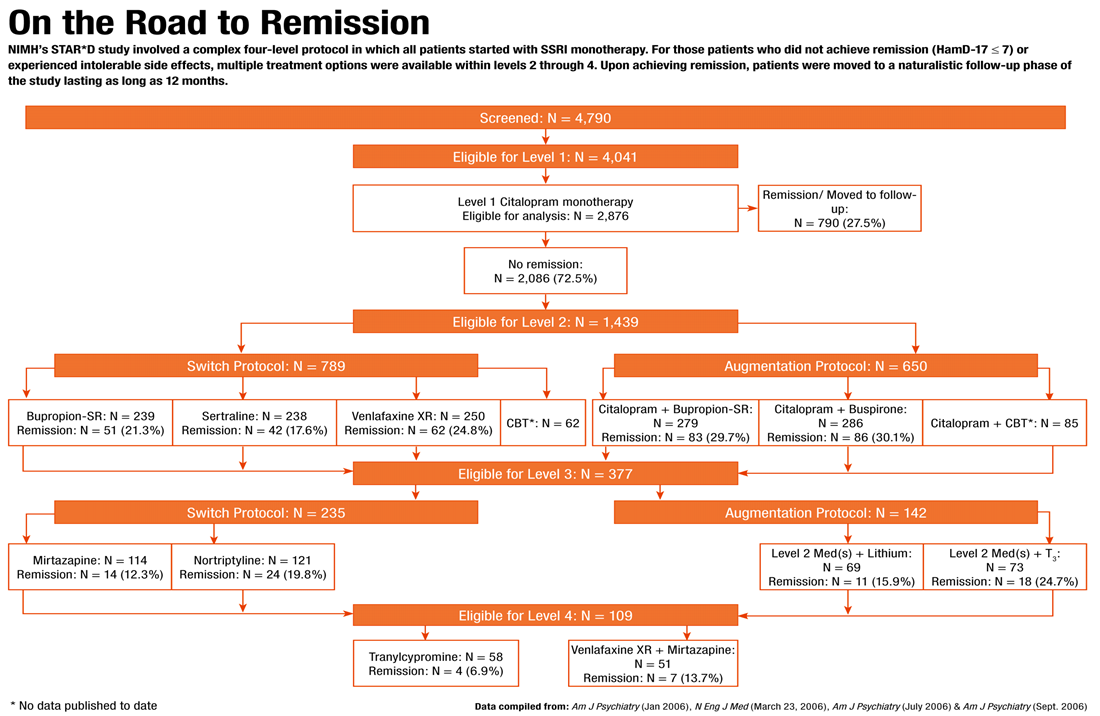 On the Road to Remission
NIMH's STAR*D study involved a complex four-level protocol in which all patients started with SSRI monotherapy. For those patients who did not achieve remission (HamD-17 ≤ 7) or
experienced intolerable side effects, multiple treatment options were available within levels 2 through 4. Upon achieving remission, patients were moved to a naturalistic follow-up phase of
the study lasting as long as 12 months.
Screened: N = 4,790
Eligible for Level 1: N = 4,041
Level 1 Citalopram monotherapy
Eligible for analysis: N = 2,876
Remission/ Moved to follow-
up:
N = 790 (27.5%)
No remission:
N = 2,086 (72.5%)
Eligible for Level 2: N = 1,439
Switch Protocol: N = 789
Augmentation Protocol: N = 650
Bupropion-SR: N = 239
Remission: N = 51 (21.3%)
Sertraline: N = 238
Remission: N = 42 (17.6%)
Venlafaxine XR: N = 250
Remission: N = 62 (24.8%)
CBT*: N = 62
Citalopram + Bupropion-SR:
N = 279
Remission: N = 83 (29.7%)
Citalopram + Buspirone:
N = 286
Remission: N = 86 (30.1%)
Citalopram + CBT*: N = 85
Eligible for Level 3: N = 377
Switch Protocol: N = 235
Augmentation Protocol: N = 142
Mirtazapine: N = 114
Remission: N = 14 (12.3%)
Nortriptyline: N = 121
Remission: N = 24 (19.8%)
Level 2 Med(s) + Lithium:
N = 69
Remission: N = 11 (15.9%)
Level 2 Med(s) + T₃:
N = 73
Remission: N = 18 (24.7%)
Eligible for Level 4: N = 109
Tranylcypromine: N = 58
Remission: N = 4 (6.9%)
Venlafaxine XR + Mirtazapine:
N = 51
Remission: N = 7 (13.7%)
* No data published to date
Data compiled from: Am J Psychiatry (Jan 2006), N Eng J Med (March 23, 2006), Am J Psychiatry (July 2006) & Am J Psychiatry (Sept. 2006)